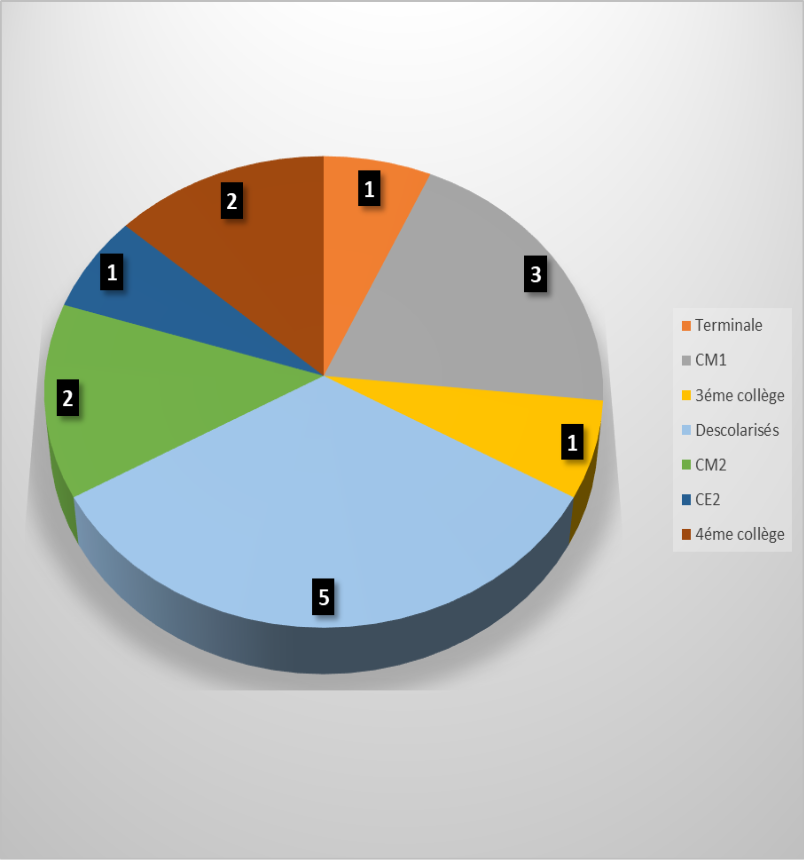 1
2
3
1
2
1
5
Terminale
CM1
3éme collège
Descolarisés
CM2
CE2
4éme collège